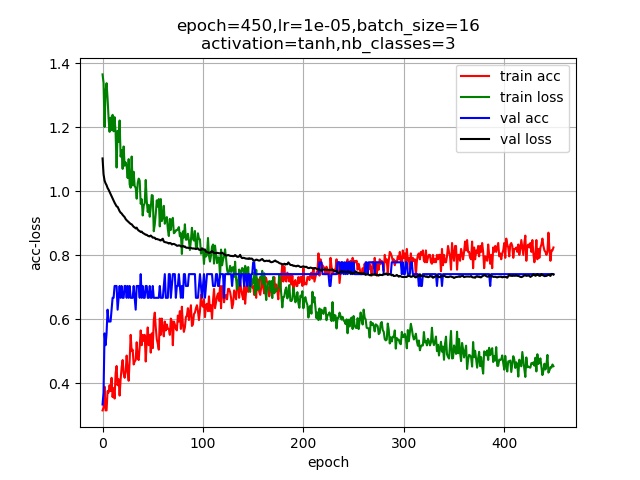 epoch=450,lr=1e-05,batch_size=16
activation=tanh,nb_classes=3
1.4
1.2
1.0
0.8
0.6
0.4
acc-loss
train acc
train loss
val acc
val loss
0
100
200
300
400
epoch